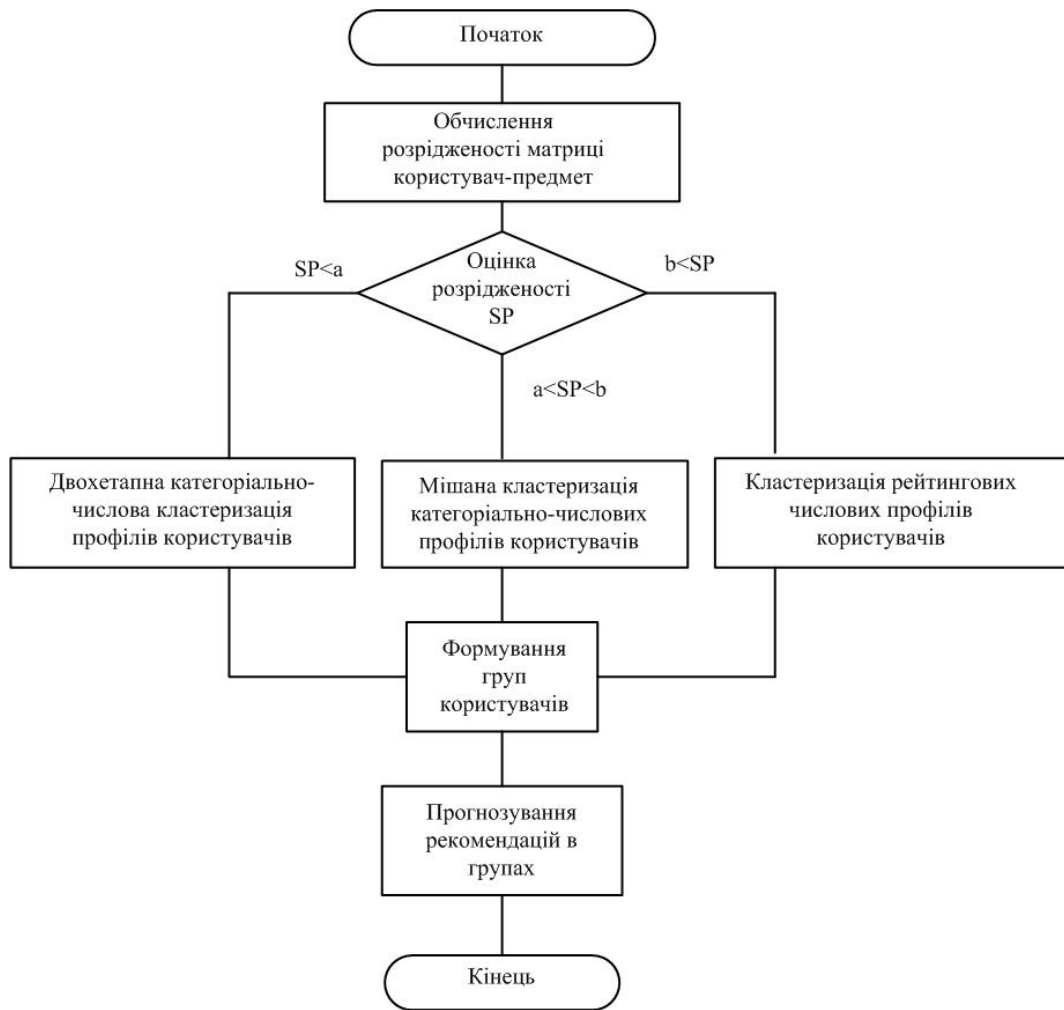 Початок
Обчислення
розрідженості матриці
користувач-предмет
SP<a
Оцінка
розрідженості
SP
b<SP
a<SP<b
Двохетапна категоріально-
числова кластеризація
профілів користувачів
Мішана кластеризація
категоріально-числових
профілів користувачів
Кластеризація рейтингових
числових профілів
користувачів
Формування
груп
користувачів
Прогнозування
рекомендацій в
групах
Кінець